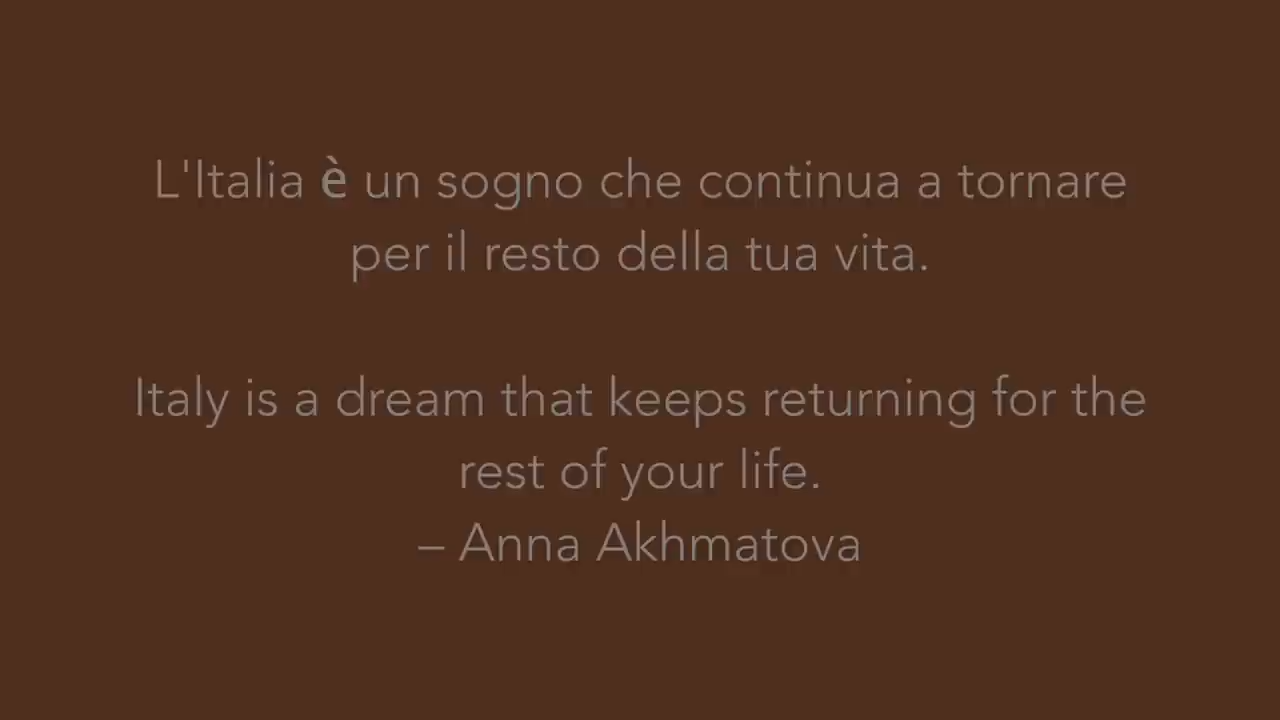 L'Italia è un sogno che continua a tornare
per il resto della tua vita.
Italy is a dream that keeps returning for the
rest of your life.
– Anna Akhmatova